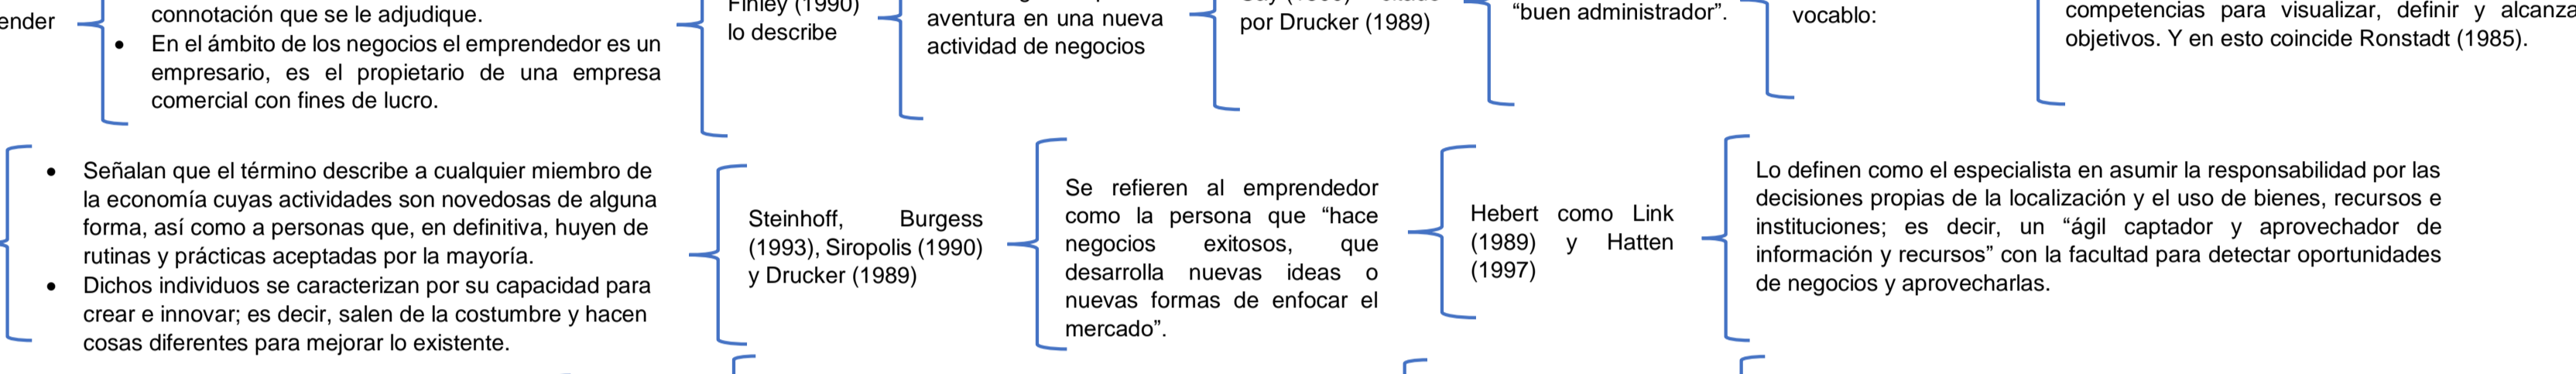 ender
connotación que se le adjudique.
• En el ámbito de los negocios el emprendedor es un
empresario, es el propietario de una empresa
comercial con fines de lucro.
Finley (1990)
lo describe
aventura en una nueva
actividad de negocios
por Drucker (1989)
“buen administrador”.
vocablo:
competencias para visualizar, definir y alcanza
objetivos. Y en esto coincide Ronstadt (1985).
• Señalan que el término describe a cualquier miembro de
la economía cuyas actividades son novedosas de alguna
forma, así como a personas que, en definitiva, huyen de
rutinas y prácticas aceptadas por la mayoría.
• Dichos individuos se caracterizan por su capacidad para
crear e innovar; es decir, salen de la costumbre y hacen
cosas diferentes para mejorar lo existente.
Steinhoff, Burgess
(1993), Siropolis (1990)
y Drucker (1989)
Se refieren al emprendedor
como la persona que “hace
negocios exitosos, que
desarrolla nuevas ideas o
nuevas formas de enfocar el
mercado”.
Hebert como Link
(1989) y Hatten
(1997)
Lo definen como el especialista en asumir la responsabilidad por las
decisiones propias de la localización y el uso de bienes, recursos e
instituciones; es decir, un “ágil captador y aprovechador de
información y recursos” con la facultad para detectar oportunidades
de negocios y aprovecharlas.